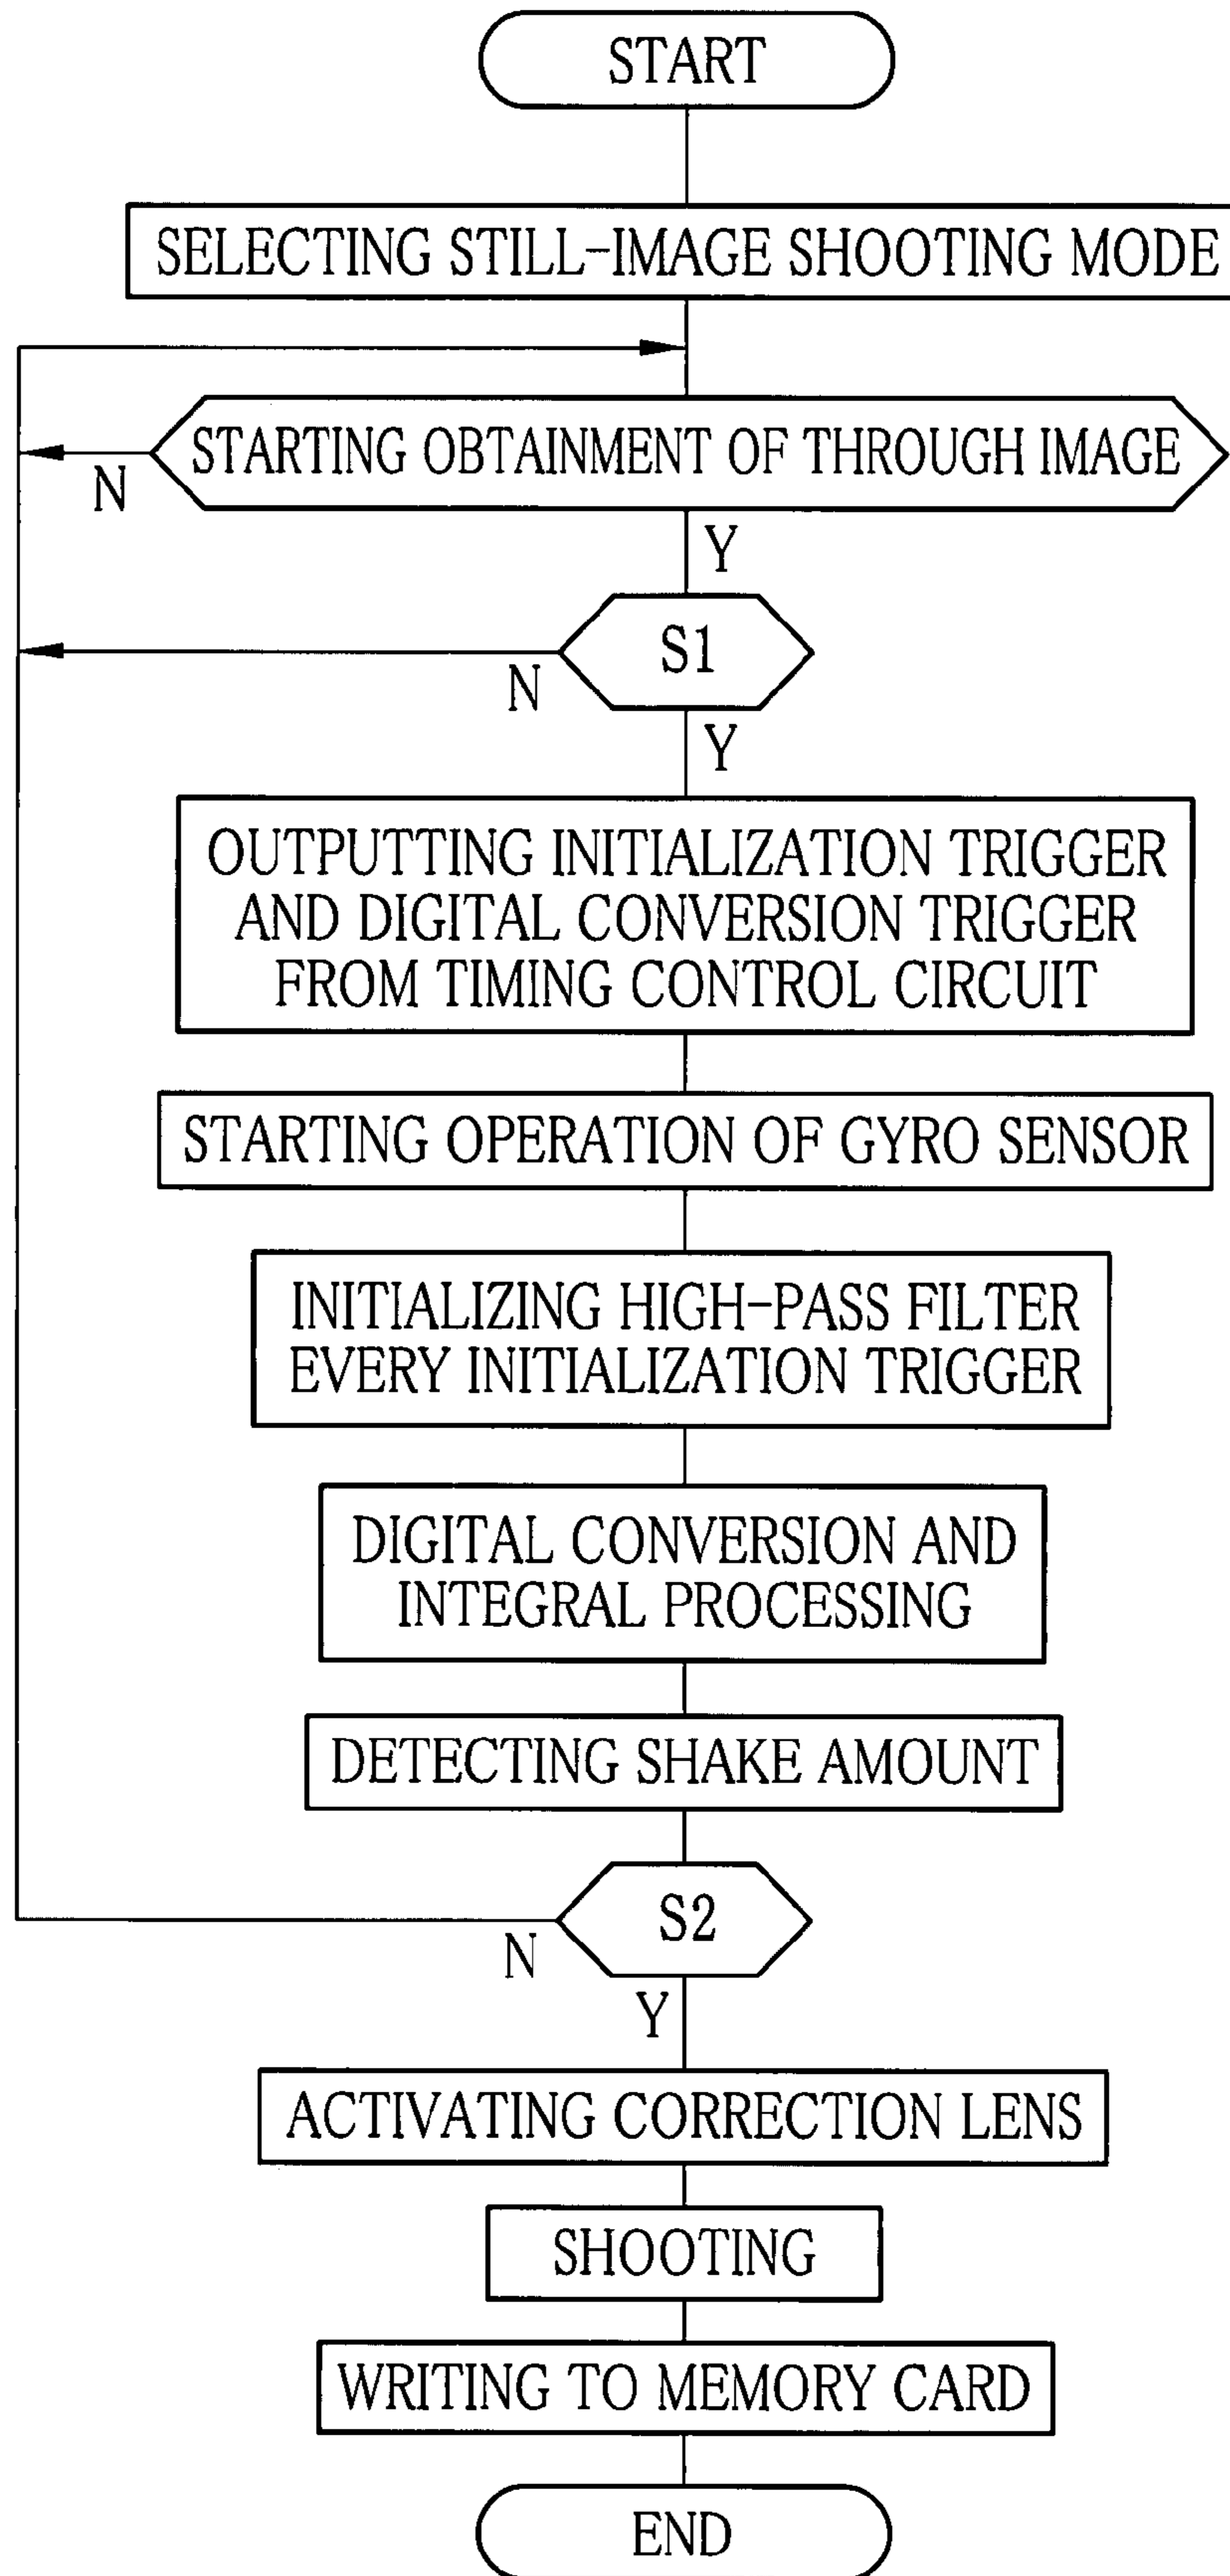 START
SELECTING STILL-IMAGE SHOOTING MODE
STARTING OBTAINMENT OF THROUGH IMAGE
N
Y
S1
N
Y
OUTPUTTING INITIALIZATION TRIGGER
AND DIGITAL CONVERSION TRIGGER
FROM TIMING CONTROL CIRCUIT
STARTING OPERATION OF GYRO SENSOR
INITIALIZING HIGH-PASS FILTER
EVERY INITIALIZATION TRIGGER
DIGITAL CONVERSION AND
INTEGRAL PROCESSING
DETECTING SHAKE AMOUNT
S2
N
Y
ACTIVATING CORRECTION LENS
SHOOTING
WRITING TO MEMORY CARD
END